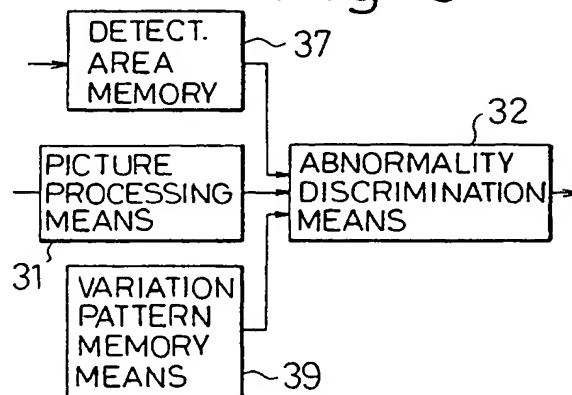 DETECT.
AREA
MEMORY
37
PICTURE
PROCESSING
MEANS
31
32
ABNORMALITY
DISCRIMINATION
MEANS
VARIATION
PATTERN
MEMORY
MEANS
39